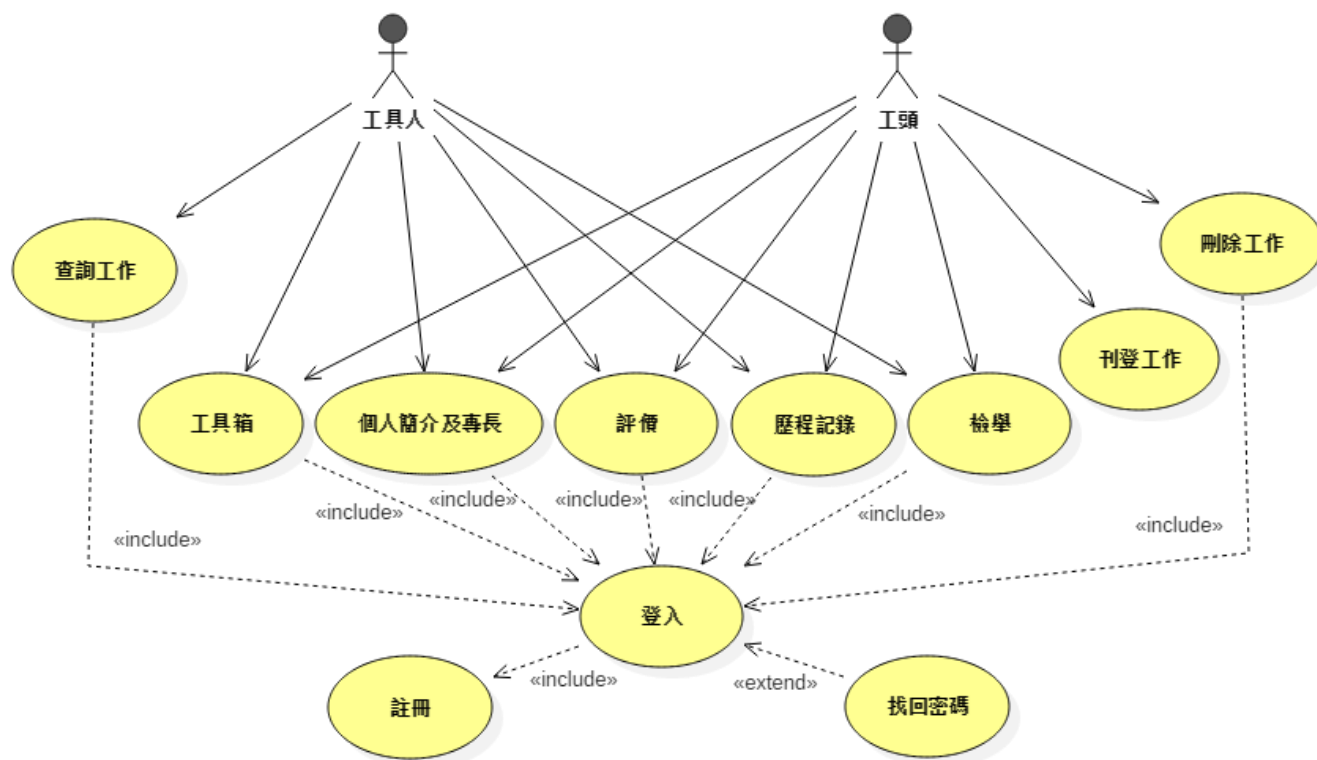 工具人
工頭
查詢工作
刪除工作
刊登工作
工具箱
個人簡介及專長
評價
歷程記錄
檢舉
«include»
«include»
«include»
«include»
«include»
«include»
«include»
登入
«include»
«extend»
註冊
找回密碼